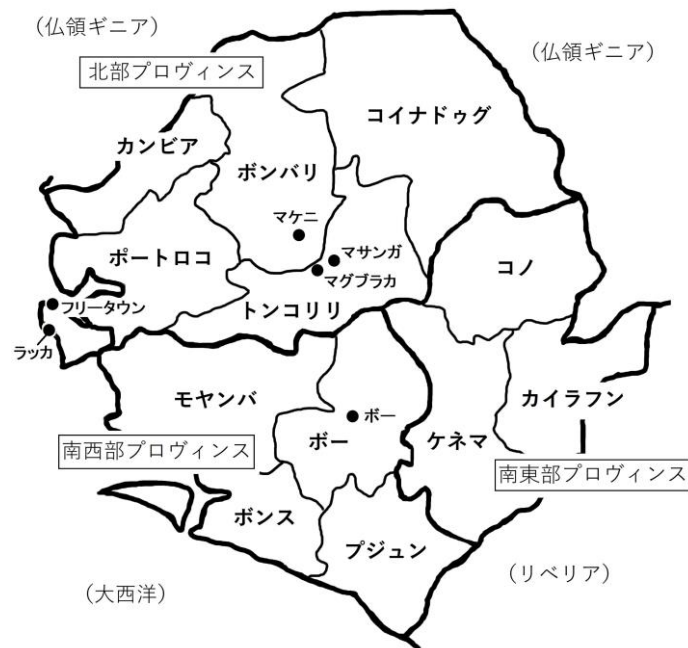 (仏領ギニア)
(仏領ギニア)
北部プロヴィンス
コイナドゥグ
カンビア
ボンバリ
マケニ
ポートロコ
マサンガ
マグブラカ
コノ
トンコリリ
フリータウン
ラッカ
モヤンバ
カイラフン
ボー
ボー
ケネマ
南西部プロヴィンス
南東部プロヴィンス
ボンス
プジュン
(リベリア)
(大西洋)